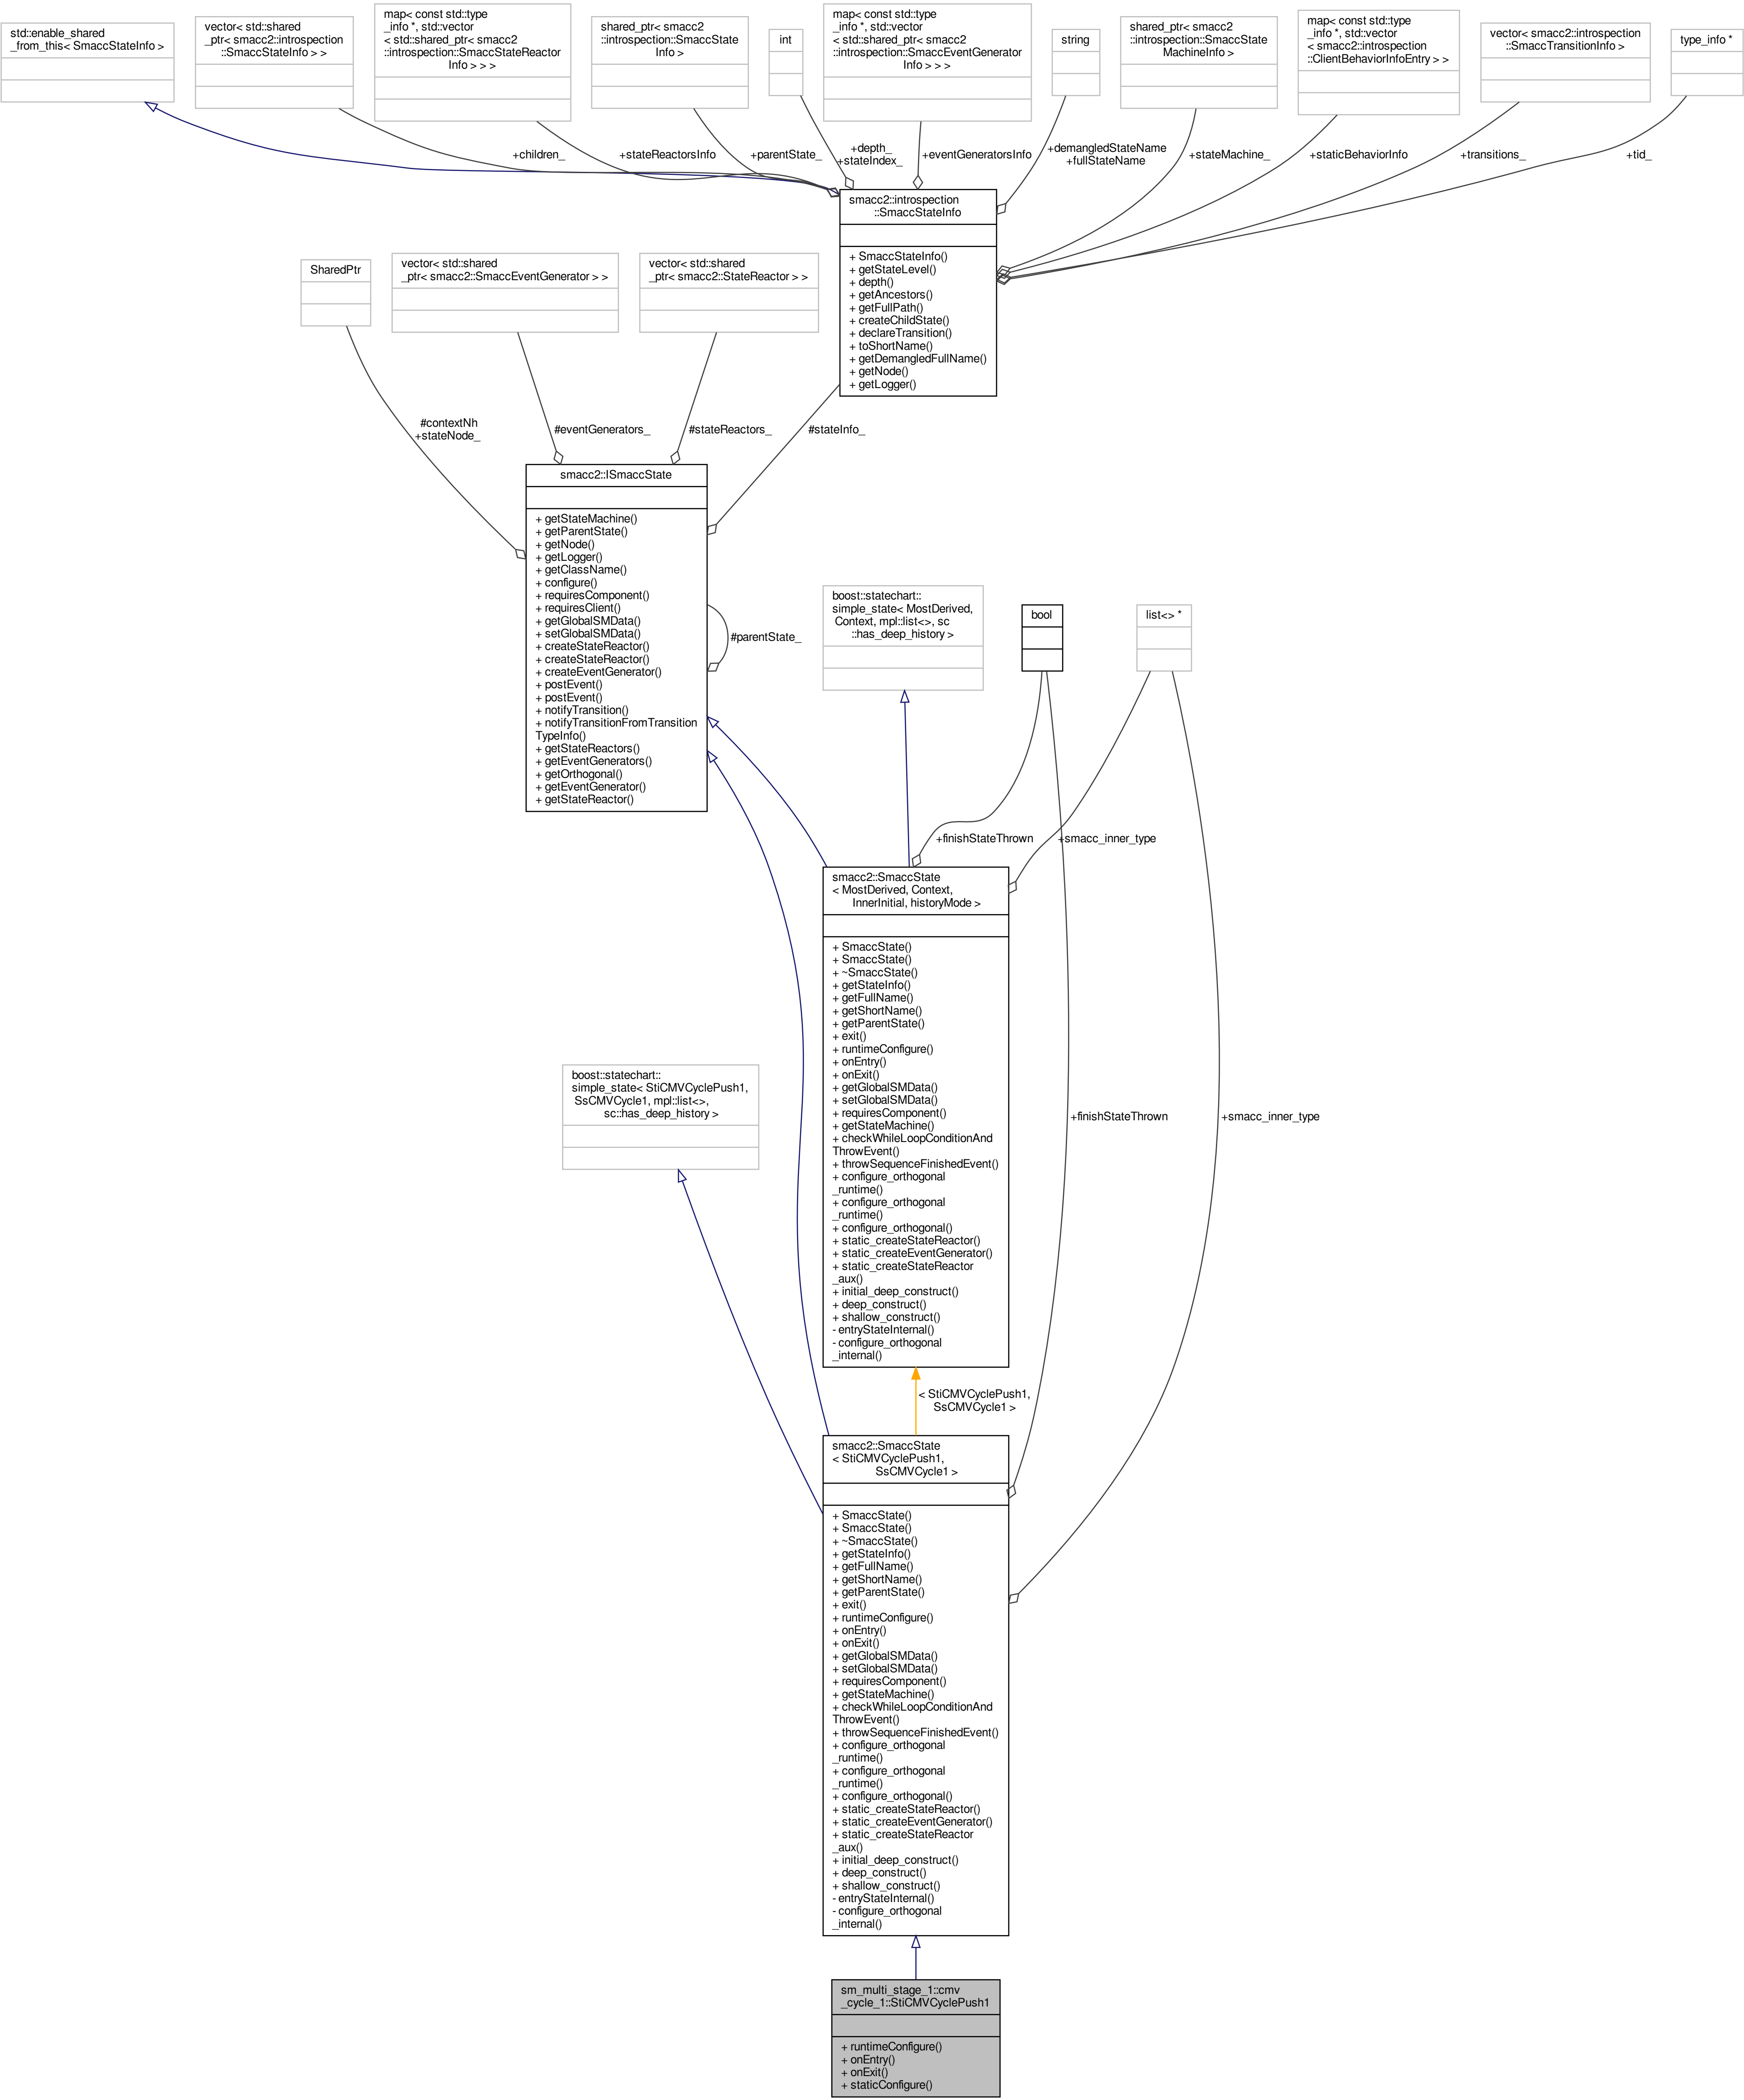 std::enable_shared
_from_this< SmaccStateInfo >
vector< std::shared
_ptr< smacc2::introspection
::SmaccStateInfo > >
map< const std::type
_info *, std::vector
< std::shared_ptr< smacc2
::introspection::SmaccStateReactor
Info > > >
shared_ptr< smacc2
::introspection::SmaccState
Info >
int
map< const std::type
_info *, std::vector
< std::shared_ptr< smacc2
::introspection::SmaccEventGenerator
Info > > >
string
shared_ptr< smacc2
::introspection::SmaccState
MachineInfo >
map< const std::type
_info *, std::vector
< smacc2::introspection
::ClientBehaviorInfoEntry > >
vector< smacc2::introspection
::SmaccTransitionInfo >
type_info *
+children_
+stateReactorsInfo
+parentState_
+depth_
+stateIndex_
+eventGeneratorsInfo
+demangledStateName
+fullStateName
+stateMachine_
+staticBehaviorInfo
+transitions_
+tid_
smacc2::introspection
::SmaccStateInfo
+ SmaccStateInfo()
+ getStateLevel()
+ depth()
+ getAncestors()
+ getFullPath()
+ createChildState()
+ declareTransition()
+ toShortName()
+ getDemangledFullName()
+ getNode()
+ getLogger()
SharedPtr
vector< std::shared
_ptr< smacc2::SmaccEventGenerator > >
vector< std::shared
_ptr< smacc2::StateReactor > >
#contextNh
+stateNode_
#eventGenerators_
#stateReactors_
#stateInfo_
smacc2::ISmaccState
+ getStateMachine()
+ getParentState()
+ getNode()
+ getLogger()
+ getClassName()
+ configure()
+ requiresComponent()
+ requiresClient()
+ getGlobalSMData()
+ setGlobalSMData()
+ createStateReactor()
+ createStateReactor()
+ createEventGenerator()
+ postEvent()
+ postEvent()
+ notifyTransition()
+ notifyTransitionFromTransition
TypeInfo()
+ getStateReactors()
+ getEventGenerators()
+ getOrthogonal()
+ getEventGenerator()
+ getStateReactor()
#parentState_
boost::statechart::
simple_state< MostDerived,
Context, mpl::list<>, sc
::has_deep_history >
bool
list<> *
+finishStateThrown
+smacc_inner_type
smacc2::SmaccState
< MostDerived, Context,
InnerInitial, historyMode >
+ SmaccState()
+ SmaccState()
+ ~SmaccState()
+ getStateInfo()
+ getFullName()
+ getShortName()
+ getParentState()
+ exit()
+ runtimeConfigure()
+ onEntry()
+ onExit()
+ getGlobalSMData()
+ setGlobalSMData()
+ requiresComponent()
+ getStateMachine()
+ checkWhileLoopConditionAnd
ThrowEvent()
+ throwSequenceFinishedEvent()
+ configure_orthogonal
_runtime()
+ configure_orthogonal
_runtime()
+ configure_orthogonal()
+ static_createStateReactor()
+ static_createEventGenerator()
+ static_createStateReactor
_aux()
+ initial_deep_construct()
+ deep_construct()
+ shallow_construct()
- entryStateInternal()
- configure_orthogonal
_internal()
boost::statechart::
simple_state< StiCMVCyclePush1,
SsCMVCycle1, mpl::list<>,
sc::has_deep_history >
+finishStateThrown
+smacc_inner_type
< StiCMVCyclePush1,
SsCMVCycle1 >
smacc2::SmaccState
< StiCMVCyclePush1,
SsCMVCycle1 >
+ SmaccState()
+ SmaccState()
+ ~SmaccState()
+ getStateInfo()
+ getFullName()
+ getShortName()
+ getParentState()
+ exit()
+ runtimeConfigure()
+ onEntry()
+ onExit()
+ getGlobalSMData()
+ setGlobalSMData()
+ requiresComponent()
+ getStateMachine()
+ checkWhileLoopConditionAnd
ThrowEvent()
+ throwSequenceFinishedEvent()
+ configure_orthogonal
_runtime()
+ configure_orthogonal
_runtime()
+ configure_orthogonal()
+ static_createStateReactor()
+ static_createEventGenerator()
+ static_createStateReactor
_aux()
+ initial_deep_construct()
+ deep_construct()
+ shallow_construct()
- entryStateInternal()
- configure_orthogonal
_internal()
sm_multi_stage_1::cmv
_cycle_1::StiCMVCyclePush1
+ runtimeConfigure()
+ onEntry()
+ onExit()
+ staticConfigure()